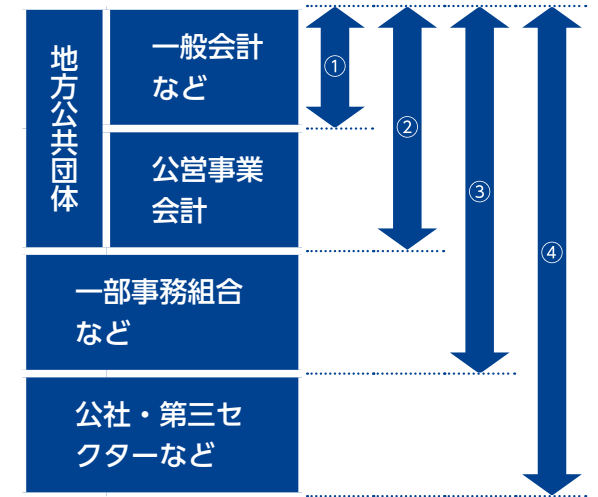 地方公共団体
一般会計
など
公営事業
会計
一部事務組合
など
公社・第三セ
クターなど
①
②
③
④